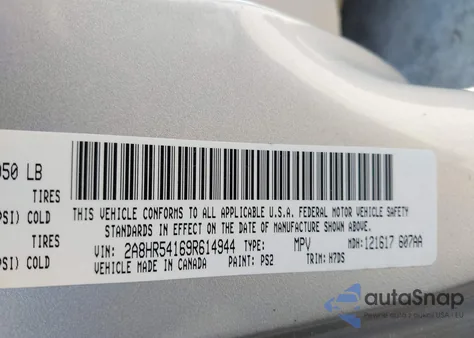 950 LB
TIRES
PSI) COLD
TIRES
PSI) COLD
THIS VEHICLE CONFORMS TO ALL APPLICABLE U.S.A. FEDERAL MOTOR VEHICLE SAFETY
STANDARDS IN EFFECT ON THE DATE OF MANUFACTURE SHOWN ABOVE.
VIN: 2A8HR54169R614944 TYPE: MPV MDH: 121617 607AA
VEHICLE MADE IN CANADA PAINT: PS2 TRIM: H7DS
autoSnap